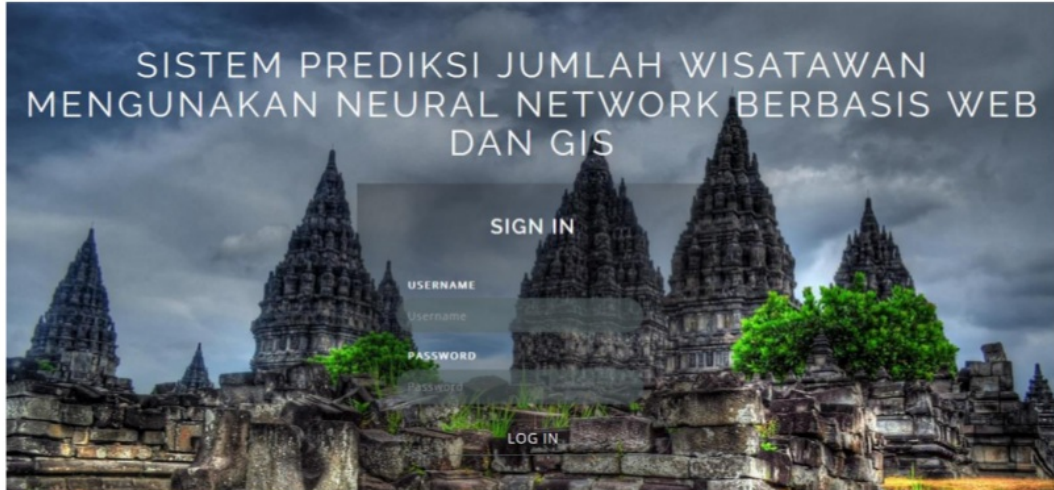 SISTEM PREDIKSI JUMLAH WISATAWAN
MENGUNAKAN NEURAL NETWORK BERBASIS WEB
DAN GIS
SIGN IN
USERNAME
Username
PASSWORD
Password
LOG IN